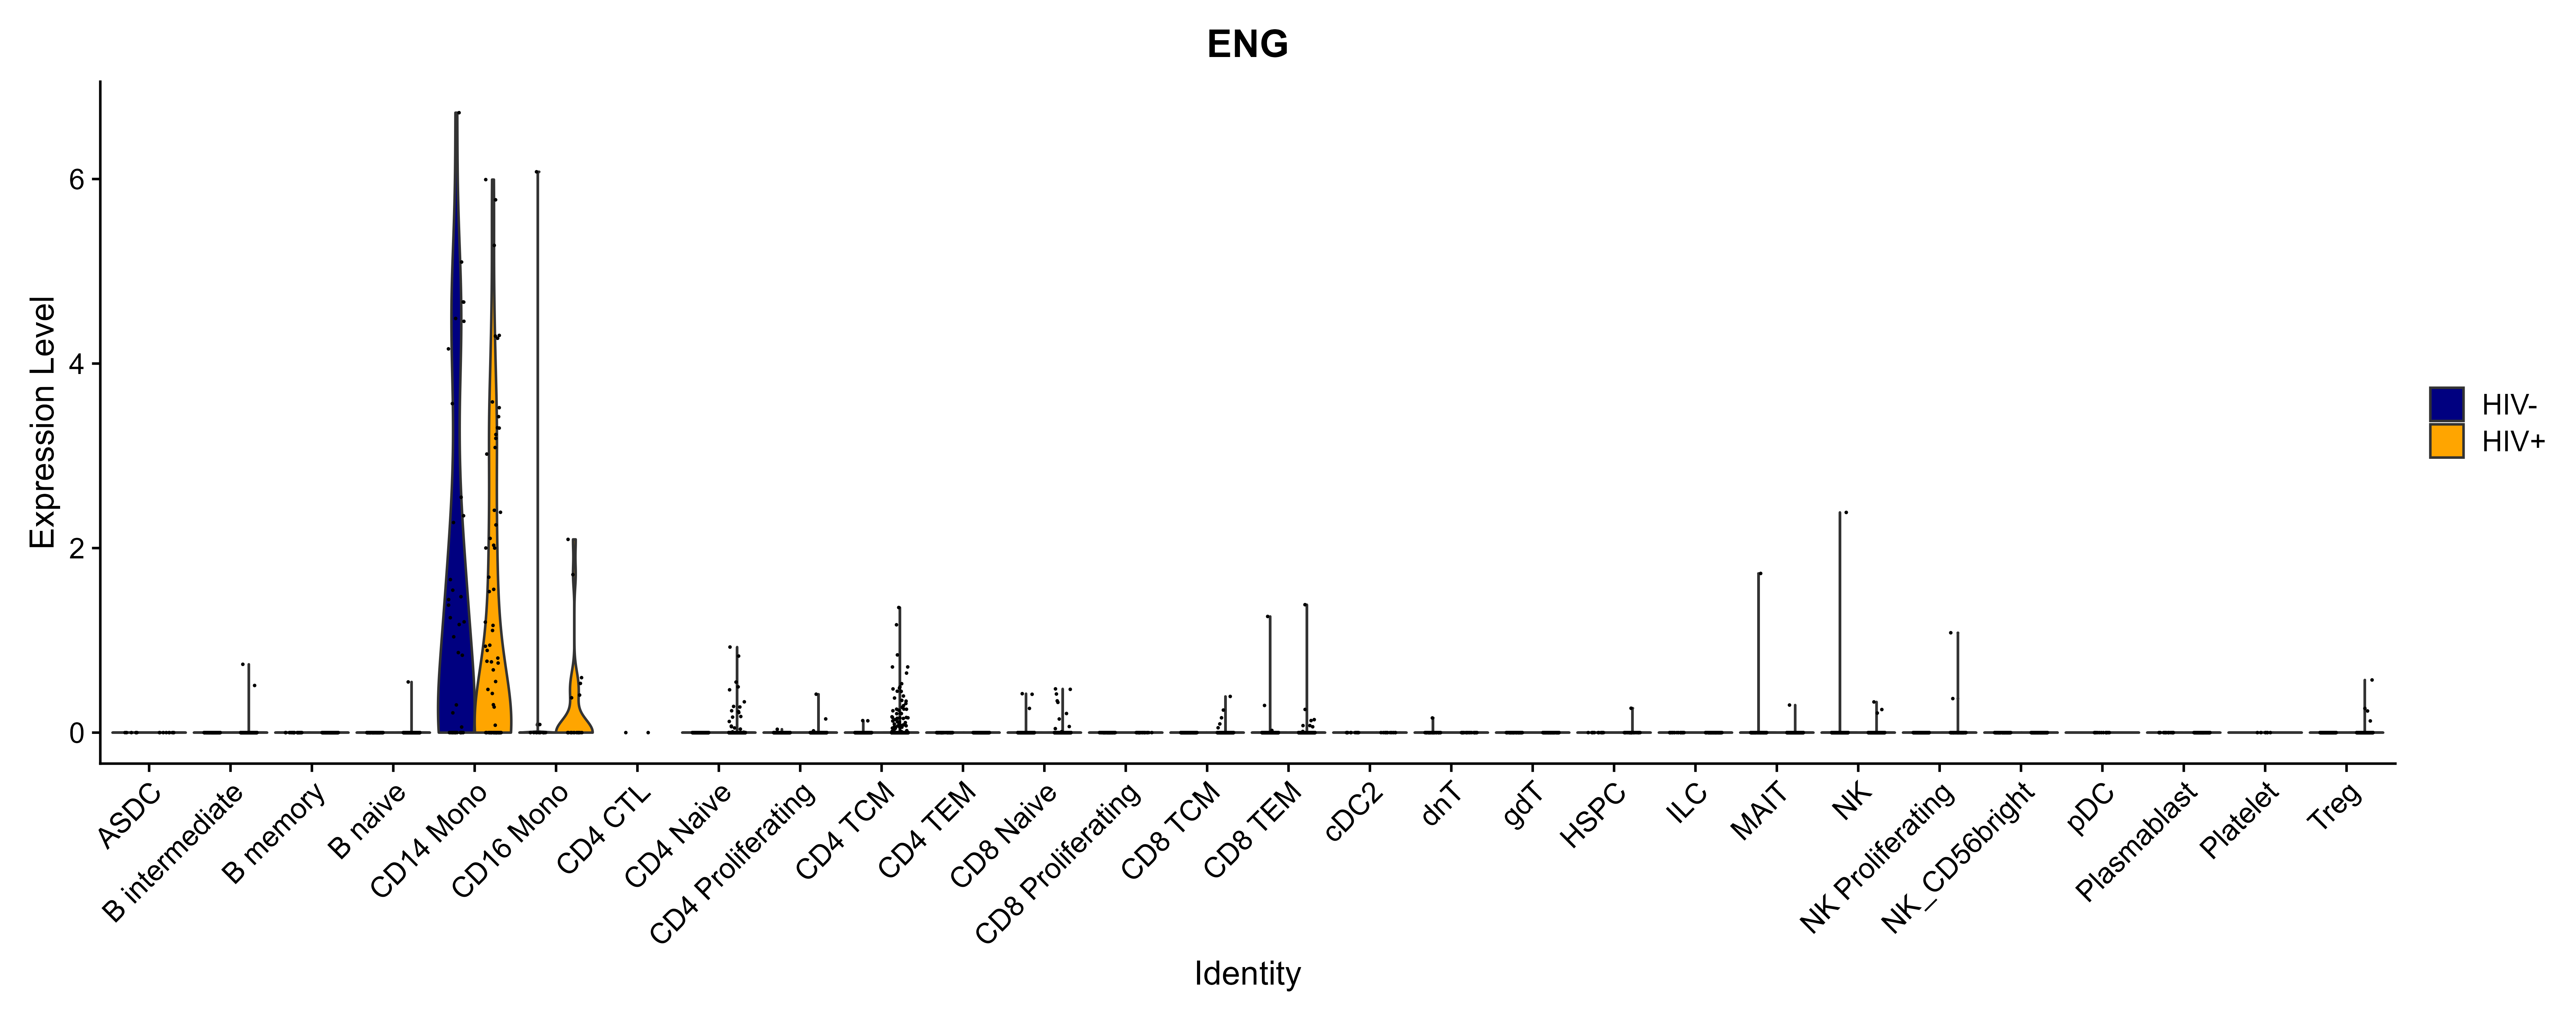 ENG
Expression Level
6
4
2
0
HIV-
HIV+
ASDC
B intermediate
B memory
B naive
CD14 Mono
CD16 Mono
CD4 CTL
CD4 Naive
CD4 Proliferating
CD4 TCM
CD4 TEM
CD8 Naive
CD8 Proliferating
CD8 TCM
CD8 TEM
cDC2
dnT
gdT
HSPC
ILC
MAIT
NK
NK Proliferating
NK_CD56bright
pDC
Plasmablast
Platelet
Treg
Identity